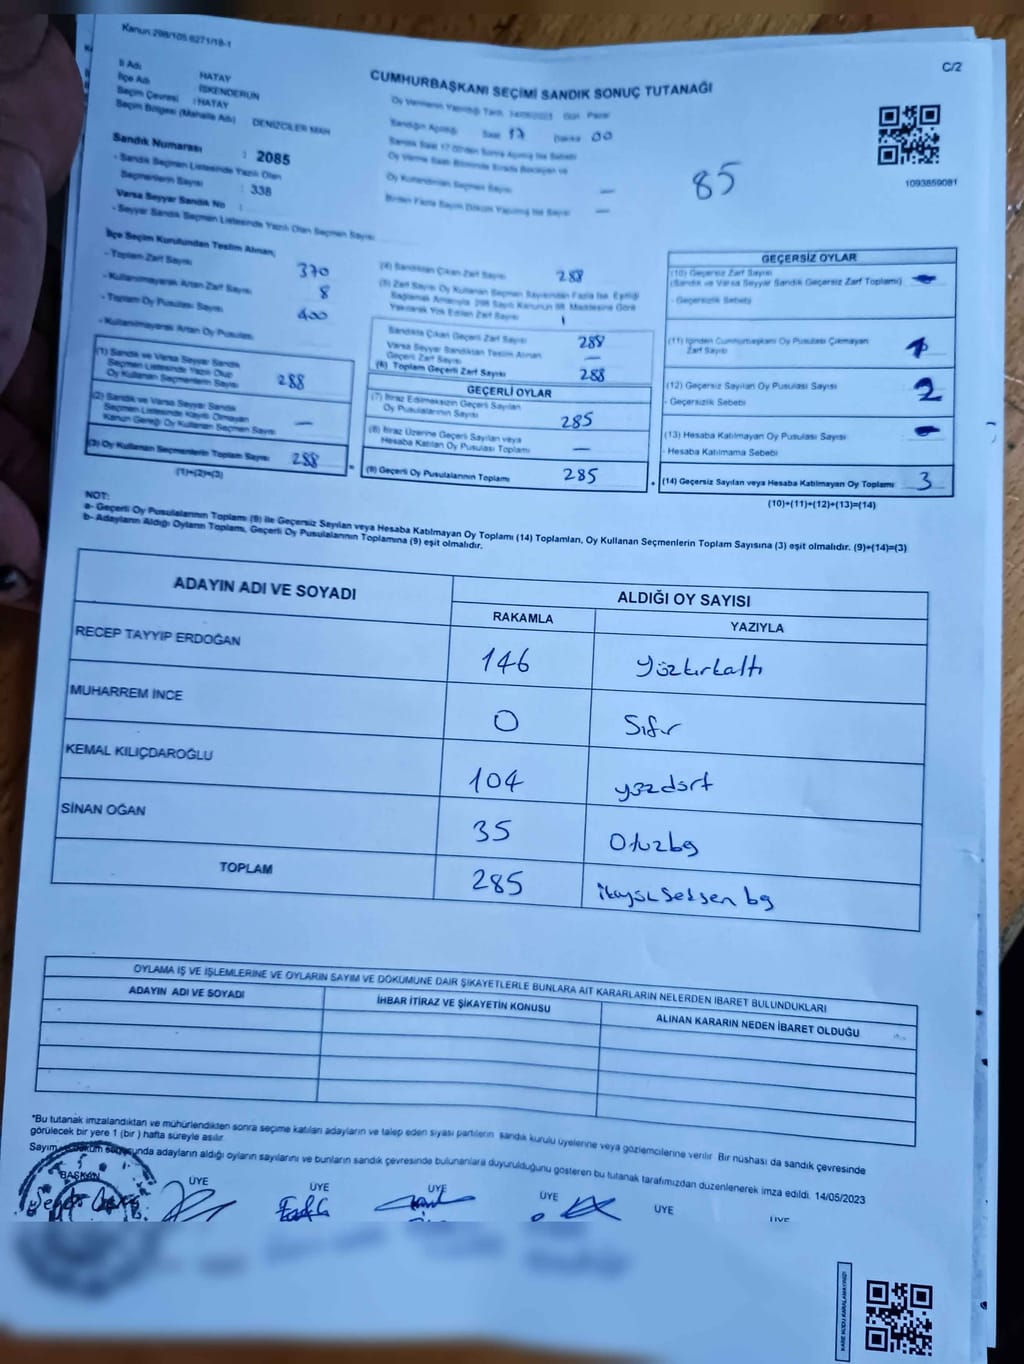 Kanun:298/105,6271/18-1
C/2
İl Adı HATAY
İlçe Adı İSKENDERUN
Seçim Çevresi : HATAY
Seçim Bölgesi (Mahalle Adı) DENİZCİLER MAH
CUMHURBAŞKANI SEÇİMİ SANDIK SONUÇ TUTANAĞI
Oy Vermenin Yapıldığı Tarih 14/05/2023 Gün Pazar
Sandığın Açıldığı Saat 17 Dakika 00
85
1093859081
Sandık Numarası : 2085
- Sandık Seçmen Listesinde Yazılı Olan
Seçmenlerin Sayısı : 338
Varsa Seyyar Sandık No :
- Seyyar Sandık Seçmen Listesinde Yazılı Olan Seçmen Sayısı
Sandık Saat 17:00'den Sonra Açılmış İse Sebebi
Oy Verme Saati Bitiminde Sırada Bekleyen ve
Oy Kullandırılan Seçmen Sayısı —
Birden Fazla Sayım Döküm Yapılmış İse Sayısı —
İlçe Seçim Kurulundan Teslim Alınan;
- Toplam Zarf Sayısı 370
- Kullanılmayarak Artan Zarf Sayısı 8
- Toplam Oy Pusulası Sayısı 400
- Kullanılmayarak Artan Oy Pusulası
(1) Sandık ve Varsa Seyyar Sandık
Seçmen Listesinde Yazılı Olup
Oy Kullanan Seçmenlerin Sayısı 288
(2) Sandık ve Varsa Seyyar Sandık
Seçmen Listesinde Kayıtlı Olmayan
Kanun Gereği Oy Kullanan Seçmen Sayısı —
(3) Oy Kullanan Seçmenlerin Toplam Sayısı 288
(1)+(2)=(3)
(4) Sandıktan Çıkan Zarf Sayısı 288
(5) Zarf Sayısı Oy Kullanan Seçmen Sayısından Fazla İse, Eşitliği
Sağlamak Amacıyla 298 Sayılı Kanunun 98. Maddesine Göre
Yakılarak Yok Edilen Zarf Sayısı
Sandıkta Çıkan Geçerli Zarf Sayısı 288
Varsa Seyyar Sandıktan Teslim Alınan
Geçerli Zarf Sayısı —
(6) Toplam Geçerli Zarf Sayısı 288
GEÇERLİ OYLAR
(7) İtiraz Edilmeksizin Geçerli Sayılan
Oy Pusulalarının Sayısı 285
(8) İtiraz Üzerine Geçerli Sayılan veya
Hesaba Katılan Oy Pusulası Toplamı —
(9) Geçerli Oy Pusulalarının Toplamı 285
GEÇERSİZ OYLAR
(10) Geçersiz Zarf Sayısı
(Sandık ve Varsa Seyyar Sandık Geçersiz Zarf Toplamı)
- Geçersizlik Sebebi
(11) İçinden Cumhurbaşkanı Oy Pusulası Çıkmayan
Zarf Sayısı 1
(12) Geçersiz Sayılan Oy Pusulası Sayısı 2
- Geçersizlik Sebebi
(13) Hesaba Katılmayan Oy Pusulası Sayısı
- Hesaba Katılmama Sebebi
(14) Geçersiz Sayılan veya Hesaba Katılmayan Oy Toplamı 3
(10)+(11)+(12)+(13)=(14)
NOT:
a- Geçerli Oy Pusulalarının Toplamı (9) ile Geçersiz Sayılan veya Hesaba Katılmayan Oy Toplamı (14) Toplamları, Oy Kullanan Seçmenlerin Toplam Sayısına (3) eşit olmalıdır. (9)+(14)=(3)
b- Adayların Aldığı Oyların Toplamı, Geçerli Oy Pusulalarının Toplamına (9) eşit olmalıdır.
ADAYIN ADI VE SOYADI
ALDIĞI OY SAYISI
RAKAMLA YAZIYLA
RECEP TAYYİP ERDOĞAN 146 Yüzkırkaltı
MUHARREM İNCE 0 Sıfır
KEMAL KILIÇDAROĞLU 104 yüzdört
SİNAN OĞAN 35 Otuzbeş
TOPLAM 285 ikiyüzseksen beş
OYLAMA İŞ VE İŞLEMLERİNE VE OYLARIN SAYIM VE DÖKÜMÜNE DAİR ŞİKAYETLERLE BUNLARA AİT KARARLARIN NELERDEN İBARET BULUNDUKLARI
ADAYIN ADI VE SOYADI İHBAR İTİRAZ VE ŞİKAYETİN KONUSU ALINAN KARARIN NEDEN İBARET OLDUĞU
*Bu tutanak imzalandıktan ve mühürlendikten sonra seçime katılan adayların ve talep eden siyasi partilerin sandık kurulu üyelerine veya gözlemcilerine verilir. Bir nüshası da sandık çevresinde
görülecek bir yere 1 (bir) hafta süreyle asılır.
Sayım döküm sonunda adayların aldığı oyların sayılarını ve bunların sandık çevresinde bulunanlara duyurulduğunu gösteren bu tutanak tarafımızdan düzenlenerek imza edildi. 14/05/2023
BAŞKAN ÜYE ÜYE ÜYE ÜYE ÜYE ÜYE
KARE KODU KARALAMAYINIZ!